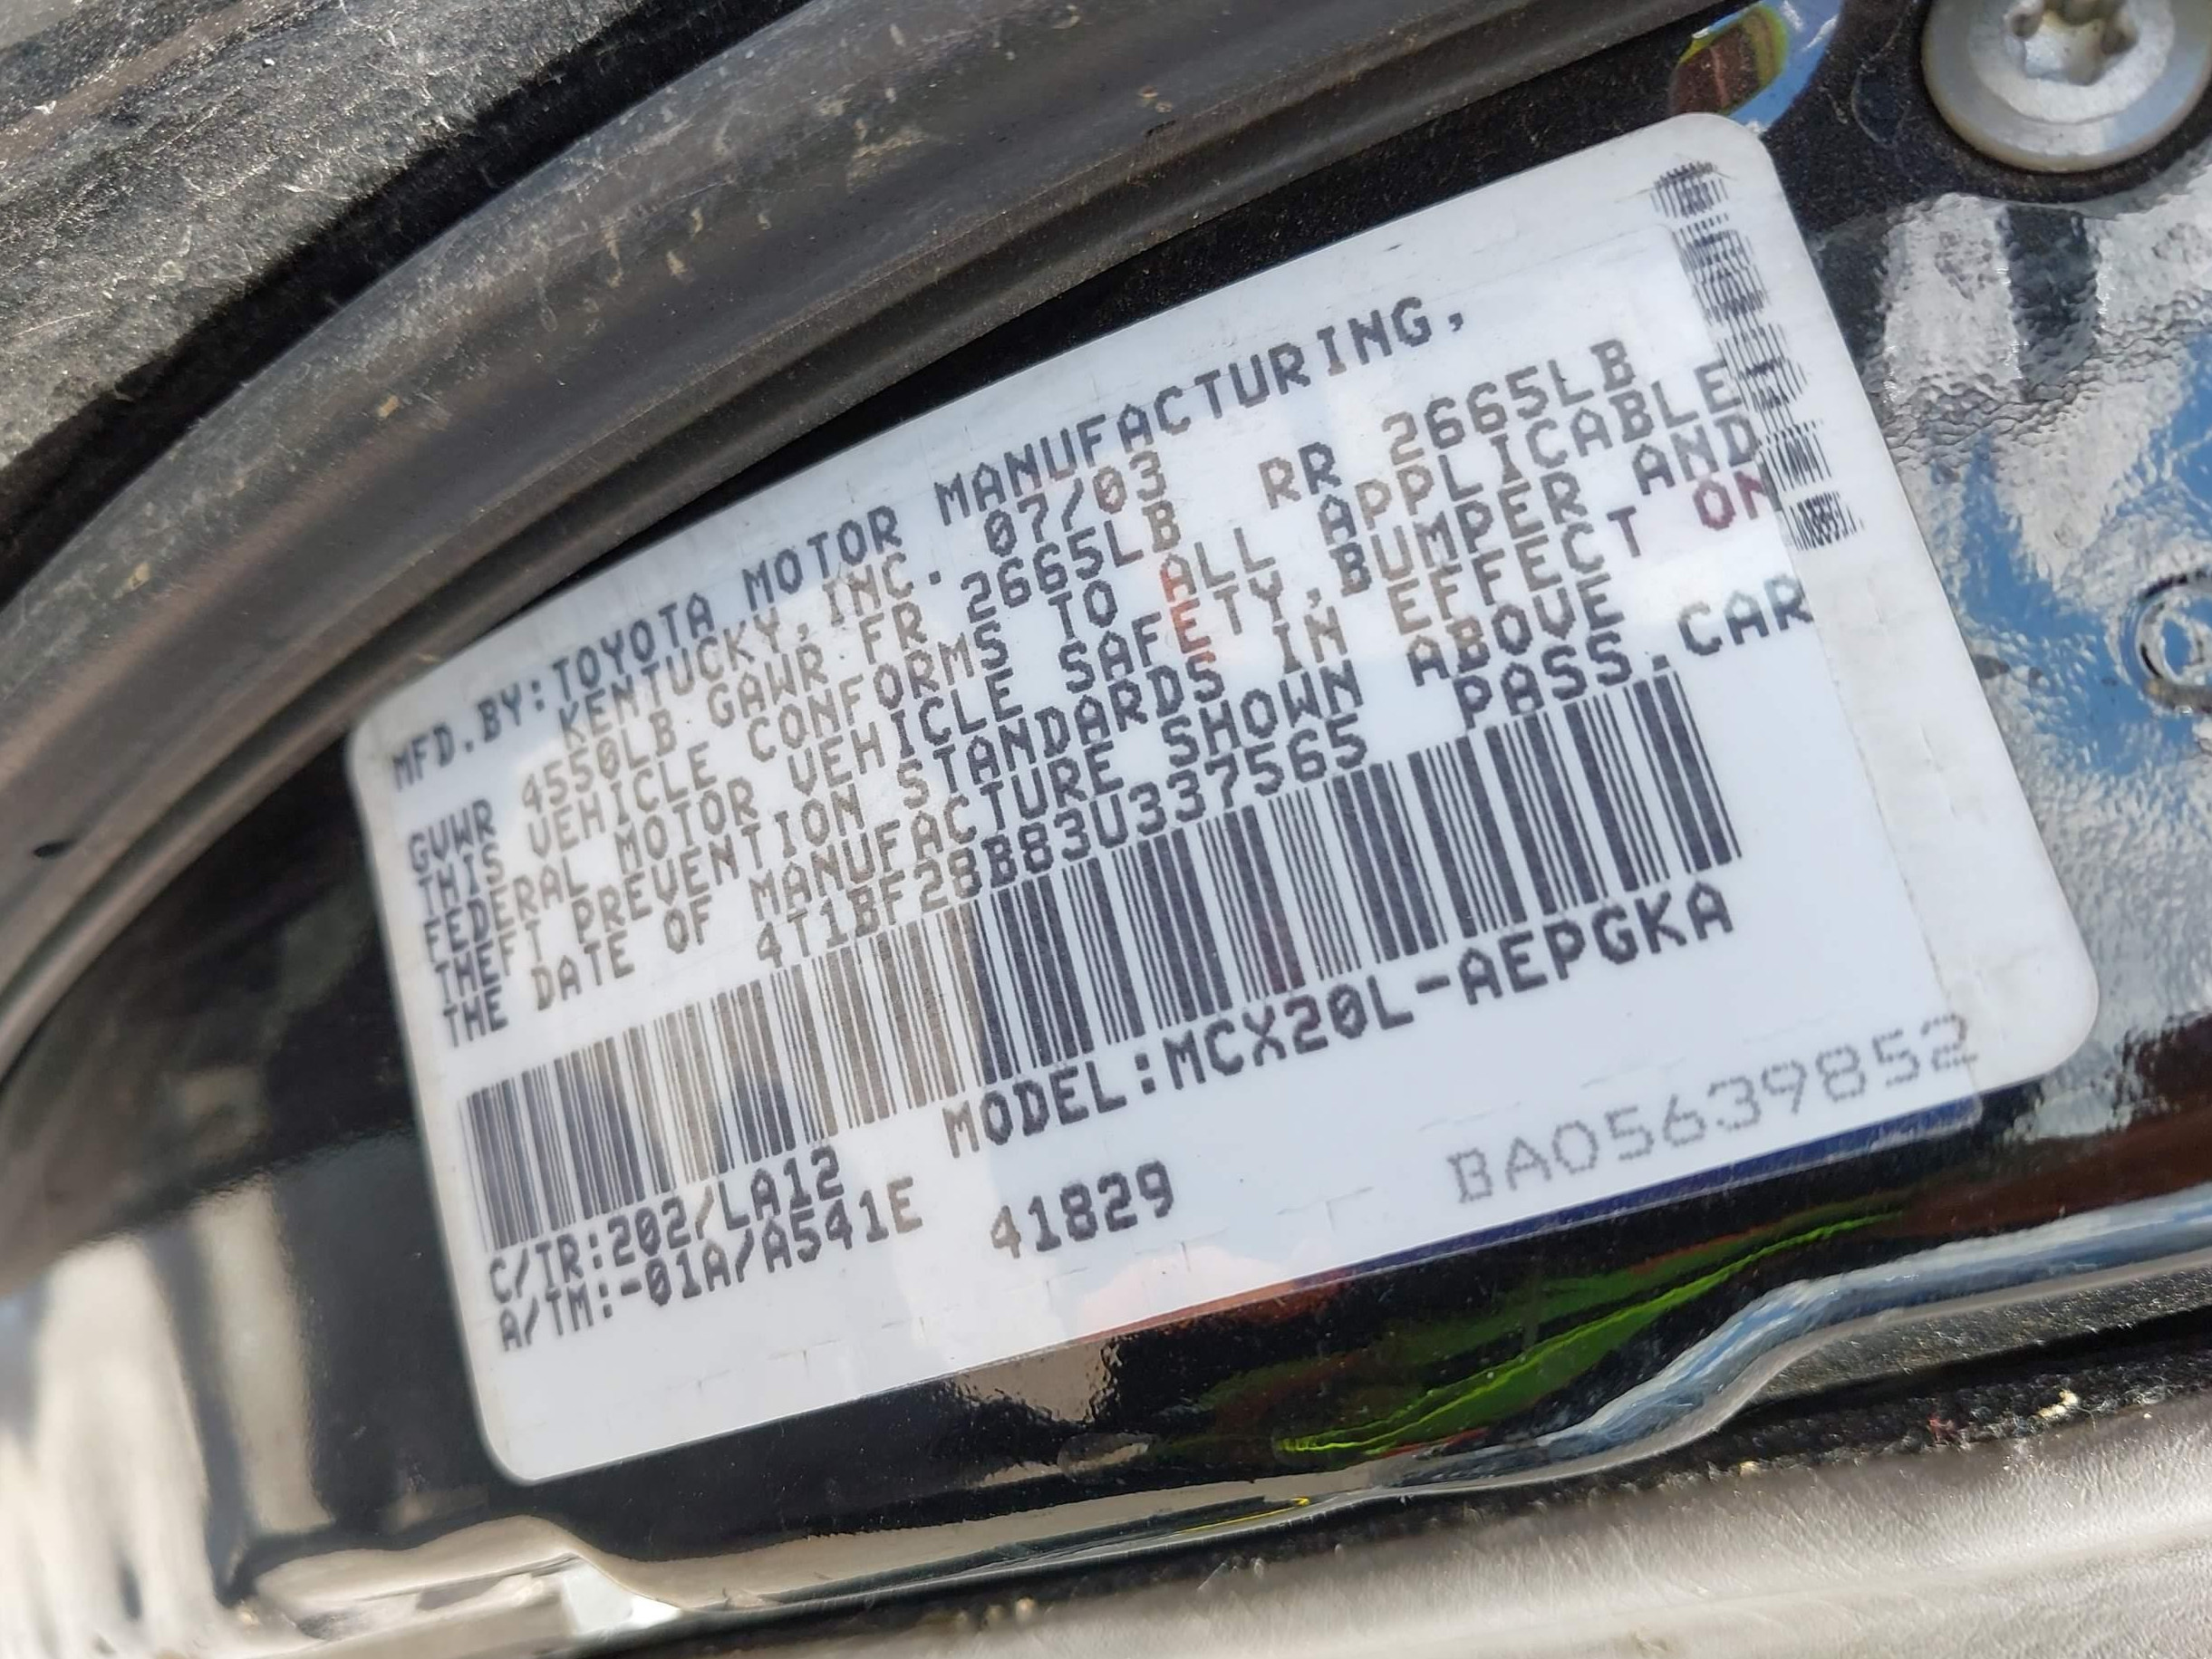 MFD.BY:TOYOTA MOTOR MANUFACTURING,
KENTUCKY,INC. 07/03
GVWR 4550LB GAWR FR 2665LB RR 2665LB
THIS VEHICLE CONFORMS TO ALL APPLICABLE
FEDERAL MOTOR VEHICLE SAFETY,BUMPER AND
THEFT PREVENTION STANDARDS IN EFFECT ON
THE DATE OF MANUFACTURE SHOWN ABOVE
4T1BF28B83U337565 PASS.CAR
MODEL:MCX20L-AEPGKA
C/TR:202/LA12
A/TM:-01A/A541E 41829
BA05639852